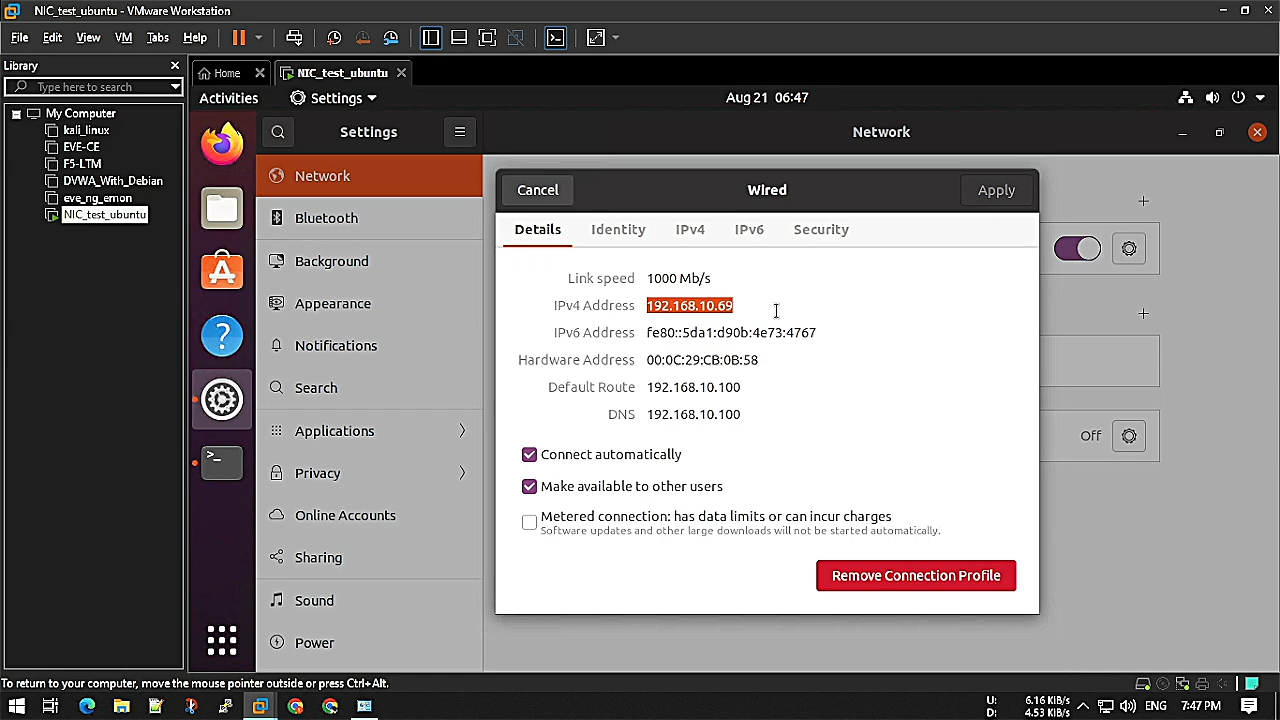 NIC_test_ubuntu - VMware Workstation
File Edit View VM Tabs Help
Library
Type here to search
My Computer
kali_linux
EVE-CE
F5-LTM
DVWA_With_Debian
eve_ng_emon
NIC_test_ubuntu
Home NIC_test_ubuntu
Activities Settings Aug 21 06:47
Settings
Network
Network
Bluetooth
Background
Appearance
Notifications
Search
Applications
Privacy
Online Accounts
Sharing
Sound
Power
Cancel Wired Apply
Details Identity IPv4 IPv6 Security
Link speed 1000 Mb/s
IPv4 Address 192.168.10.69
IPv6 Address fe80::5da1:d90b:4e73:4767
Hardware Address 00:0C:29:CB:0B:58
Default Route 192.168.10.100
DNS 192.168.10.100
Connect automatically
Make available to other users
Metered connection: has data limits or can incur charges
Software updates and other large downloads will not be started automatically.
Remove Connection Profile
Off
To return to your computer, move the mouse pointer outside or press Ctrl+Alt.
U: 6.16 KiB/s
D: 4.53 KiB/s
ENG 7:47 PM